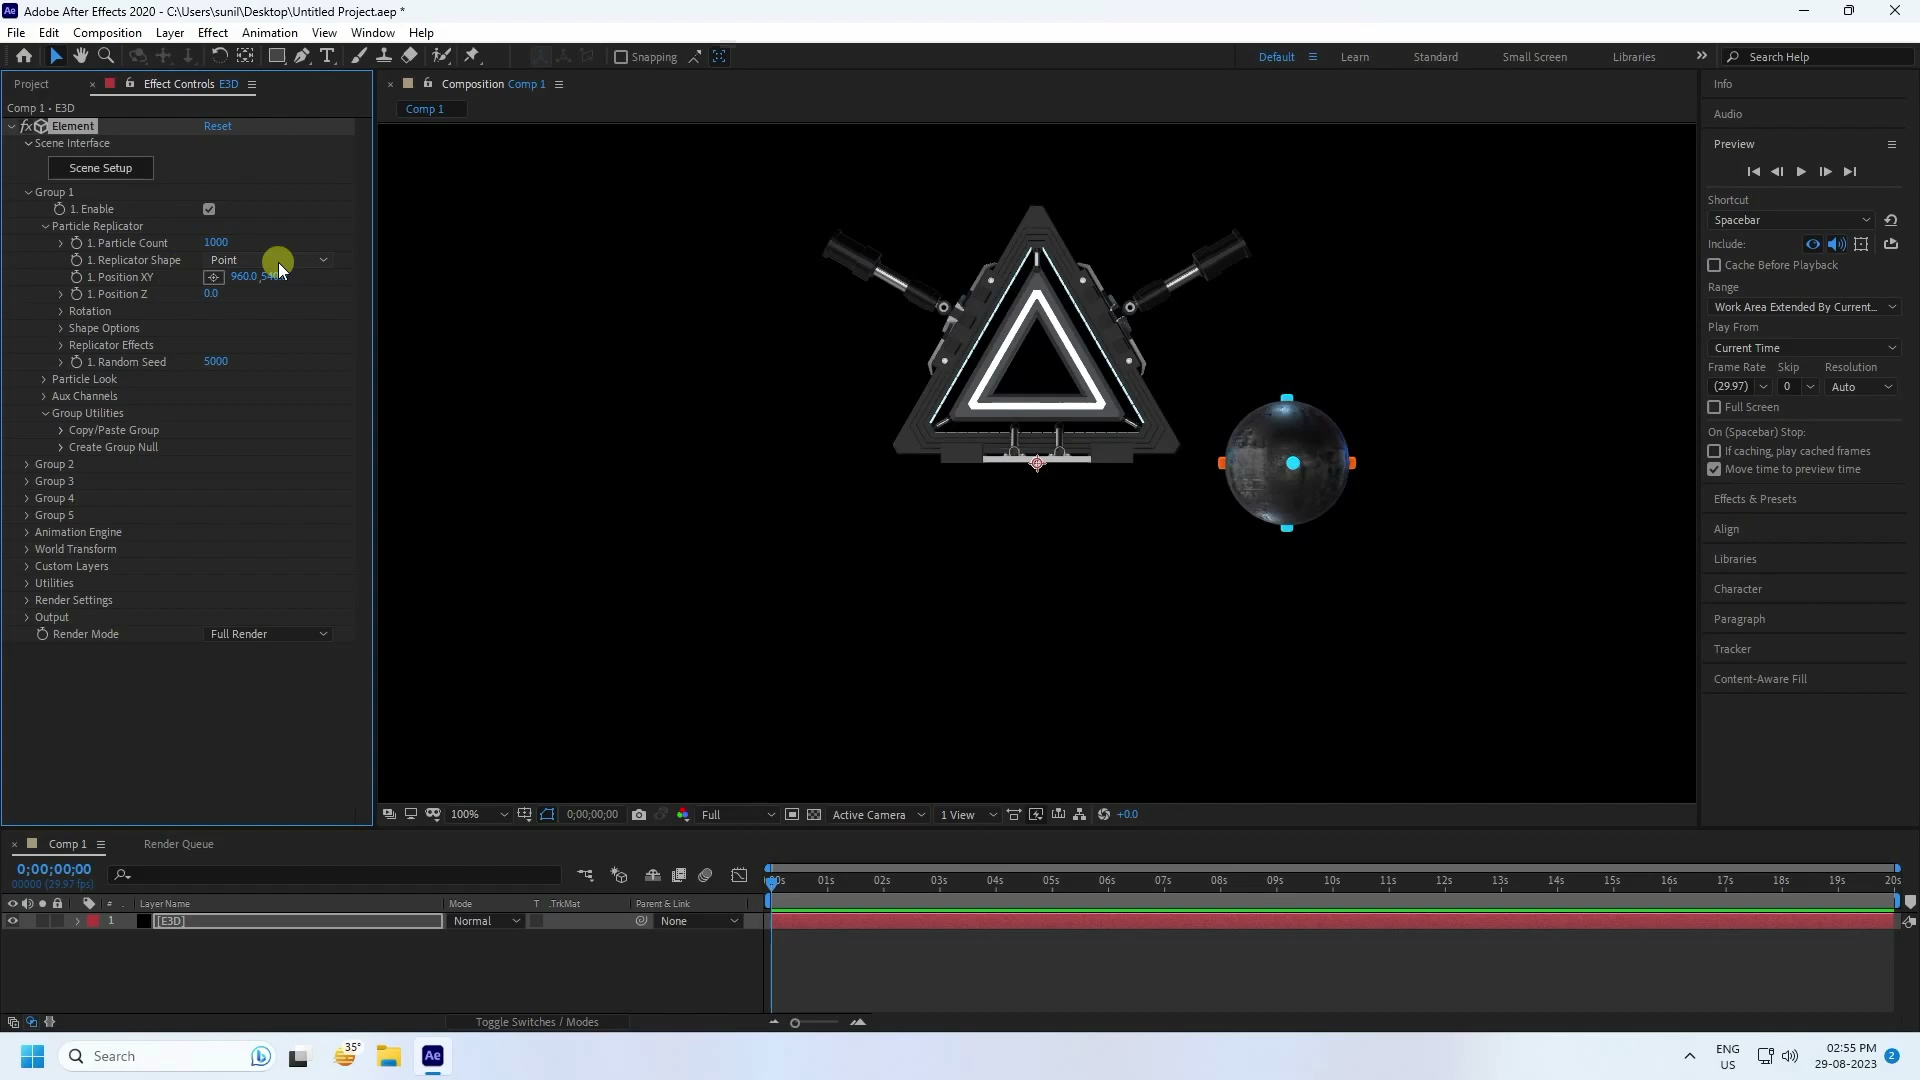 Adobe After Effects 2020 - C:\Users\sunil\Desktop\Untitled Project.aep *
File Edit Composition Layer Effect Animation View Window Help
Snapping
Default Learn Standard Small Screen Libraries Search Help
Project Effect Controls E3D
Composition Comp 1
Comp 1 • E3D
Comp 1
Element Reset
Scene Interface
Scene Setup
Group 1
1. Enable
Particle Replicator
1. Particle Count 1000
1. Replicator Shape Point
1. Position XY 960.0
1. Position Z 0.0
Rotation
Shape Options
Replicator Effects
1. Random Seed 5000
Particle Look
Aux Channels
Group Utilities
Copy/Paste Group
Create Group Null
Group 2
Group 3
Group 4
Group 5
Animation Engine
World Transform
Custom Layers
Utilities
Render Settings
Output
Render Mode Full Render
100% 0;00;00;00 Full Active Camera 1 View +0.0
Info
Audio
Preview
Shortcut
Spacebar
Include:
Cache Before Playback
Range
Work Area Extended By Current...
Play From
Current Time
Frame Rate Skip Resolution
(29.97) 0 Auto
Full Screen
On (Spacebar) Stop:
If caching, play cached frames
Move time to preview time
Effects & Presets
Align
Libraries
Character
Paragraph
Tracker
Content-Aware Fill
Comp 1 Render Queue
0;00;00;00
00000 (29.97 fps)
# Layer Name Mode T .TrkMat Parent & Link
1 [E3D] Normal None
01s 02s 03s 04s 05s 06s 07s 08s 09s 10s 11s 12s 13s 14s 15s 16s 17s 18s 19s 20s
Toggle Switches / Modes
Search 35° Ae
ENG
US
02:55 PM
29-08-2023
2